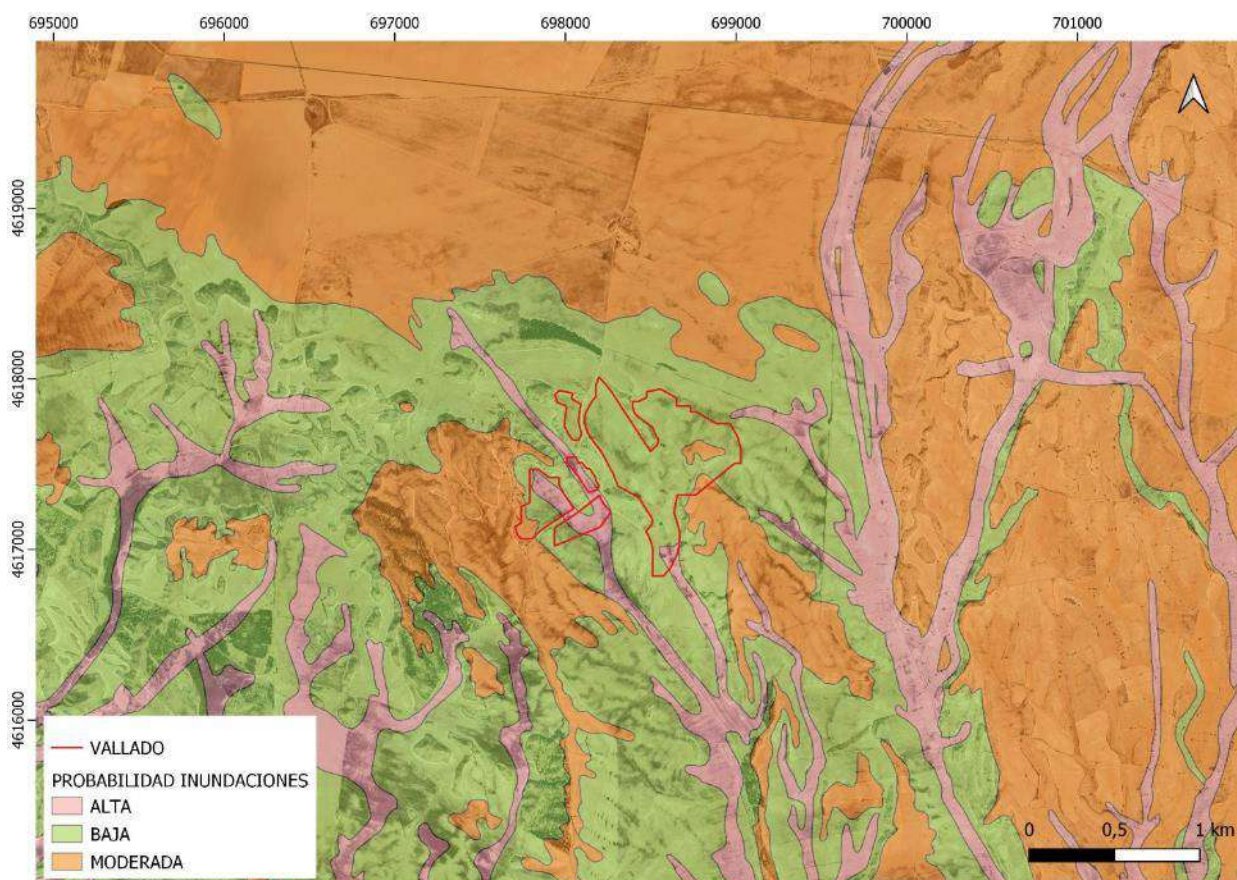 695000 696000 697000 698000 699000 700000 701000
4619000
4618000
4617000
4616000
VALLADO
PROBABILIDAD INUNDACIONES
ALTA
BAJA
MODERADA
0 0,5 1 km